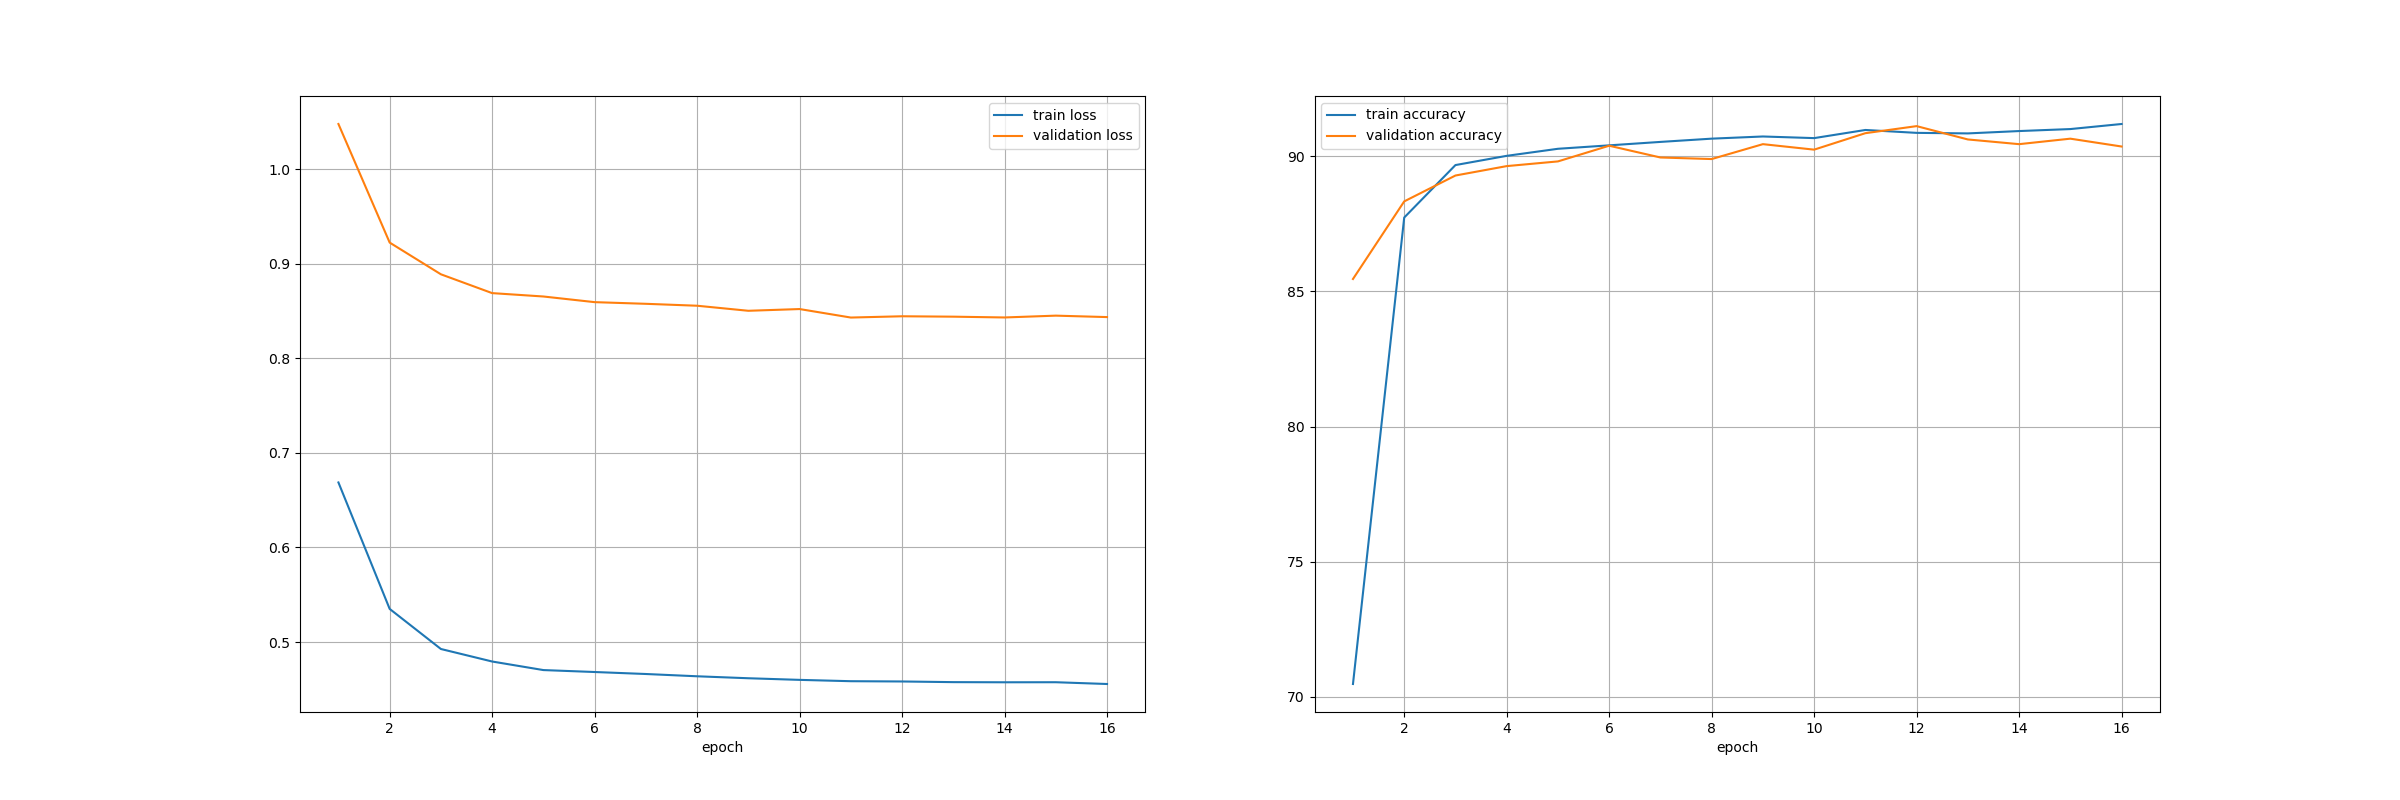 train loss
validation loss
1.0
0.9
0.8
0.7
0.6
0.5
2 4 6 8 10 12 14 16
epoch
train accuracy
validation accuracy
90
85
80
75
70
2 4 6 8 10 12 14 16
epoch